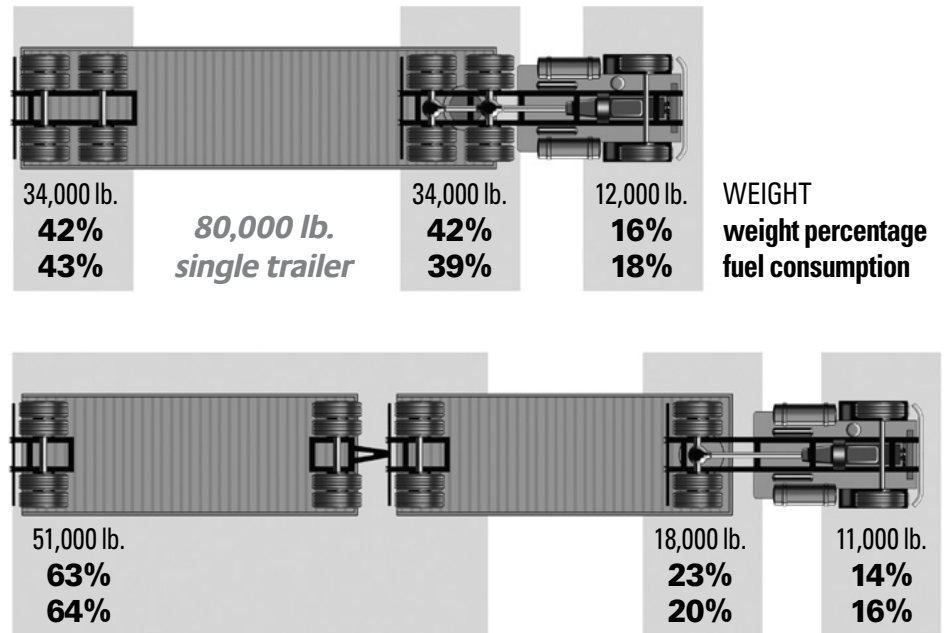 34,000 lb. 34,000 lb. 12,000 lb. WEIGHT
42% 80,000 lb. 42% 16% weight percentage
43% single trailer 39% 18% fuel consumption
51,000 lb. 18,000 lb. 11,000 lb.
63% 23% 14%
64% 20% 16%